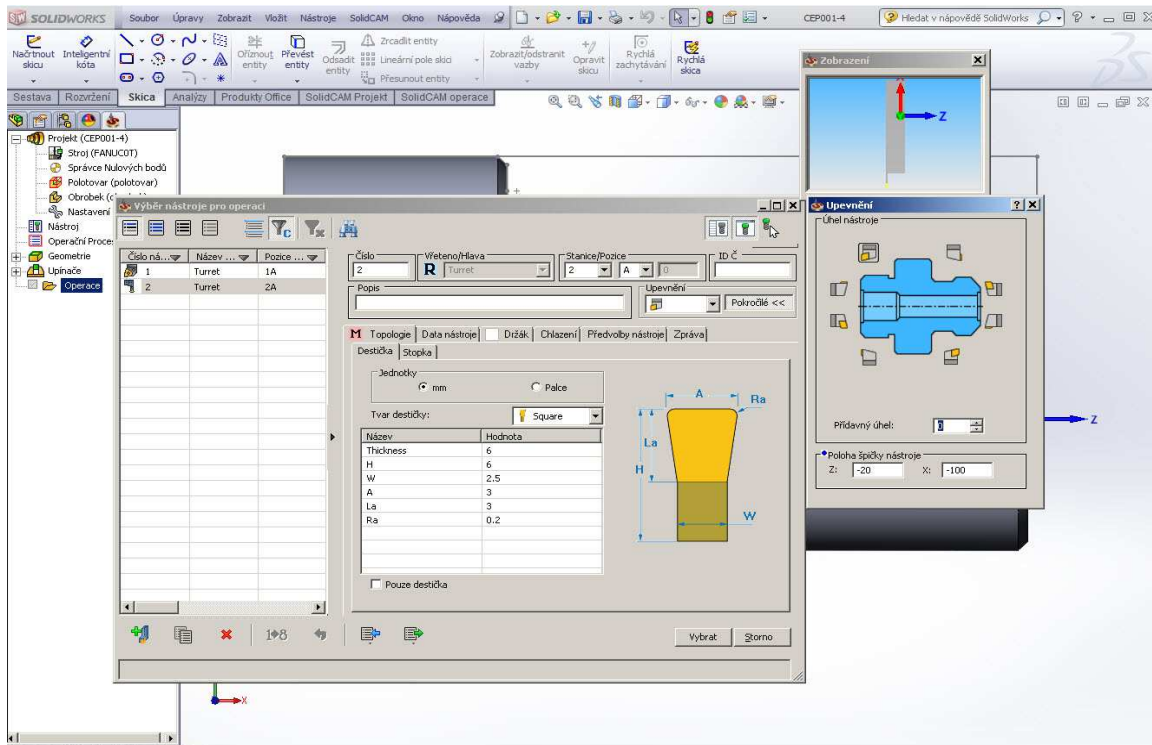 SOLIDWORKS Soubor Úpravy Zobrazit Vložit Nástroje SolidCAM Okno Nápověda CEP001-4 Hledat v nápovědě SolidWorks
Načrtnout skicu
Inteligentní kóta
Oříznout entity
Převést entity
Odsadit entity
Zrcadlit entity
Lineární pole skici
Přesunout entity
Zobrazit/odstranit vazby
Opravit skicu
Rychlá zachytávání
Rychlá skica
Sestava Rozvržení Skica Analýzy Produkty Office SolidCAM Projekt SolidCAM operace
Projekt (CEP001-4)
Stroj (FANUC0T)
Správce Nulových bodů
Polotovar (polotovar)
Obrobek (
Nastavení
Nástroj
Operační Proce
Geometrie
Upínače
Operace
Zobrazení
Z
Výběr nástroje pro operaci
Číslo ná... Název ... Pozice ...
1 Turret 1A
2 Turret 2A
Číslo Vřeteno/Hlava Stanice/Pozice ID Č
2 R Turret 2 A 0
Popis Upevnění
Pokročilé <<
M Topologie Data nástroje Držák Chlazení Předvolby nástroje Zpráva
Destička Stopka
Jednotky
mm Palce
Tvar destičky: Square
Název Hodnota
Thickness 6
H 6
W 2.5
A 3
La 3
Ra 0.2
Pouze destička
A
Ra
La
H
W
1 8
Vybrat Storno
Upevnění
Úhel nástroje
Přídavný úhel: 0
Poloha špičky nástroje
Z: -20 X: -100
Z
X